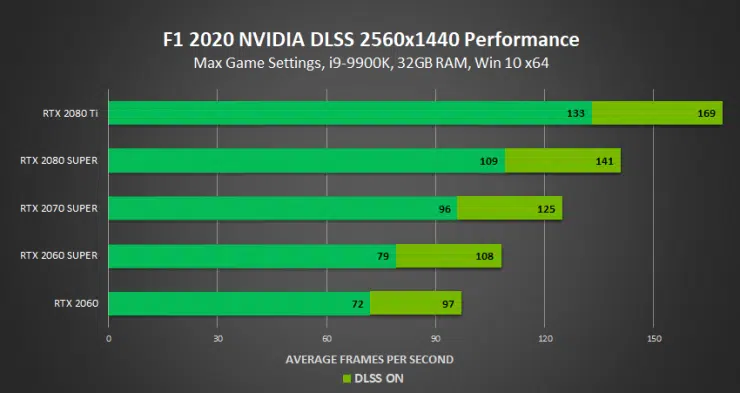 F1 2020 NVIDIA DLSS 2560x1440 Performance
Max Game Settings, i9-9900K, 32GB RAM, Win 10 x64
RTX 2080 Ti 133 169
RTX 2080 SUPER 109 141
RTX 2070 SUPER 96 125
RTX 2060 SUPER 79 108
RTX 2060 72 97
0 30 60 90 120 150
AVERAGE FRAMES PER SECOND
DLSS ON